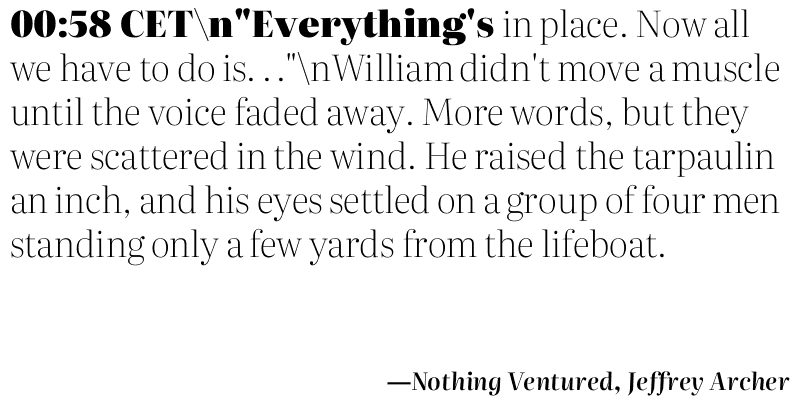 00:58 CET\n"Everything's in place. Now all
we have to do is. . ."\nWilliam didn't move a muscle
until the voice faded away. More words, but they
were scattered in the wind. He raised the tarpaulin
an inch, and his eyes settled on a group of four men
standing only a few yards from the lifeboat.
—Nothing Ventured, Jeffrey Archer